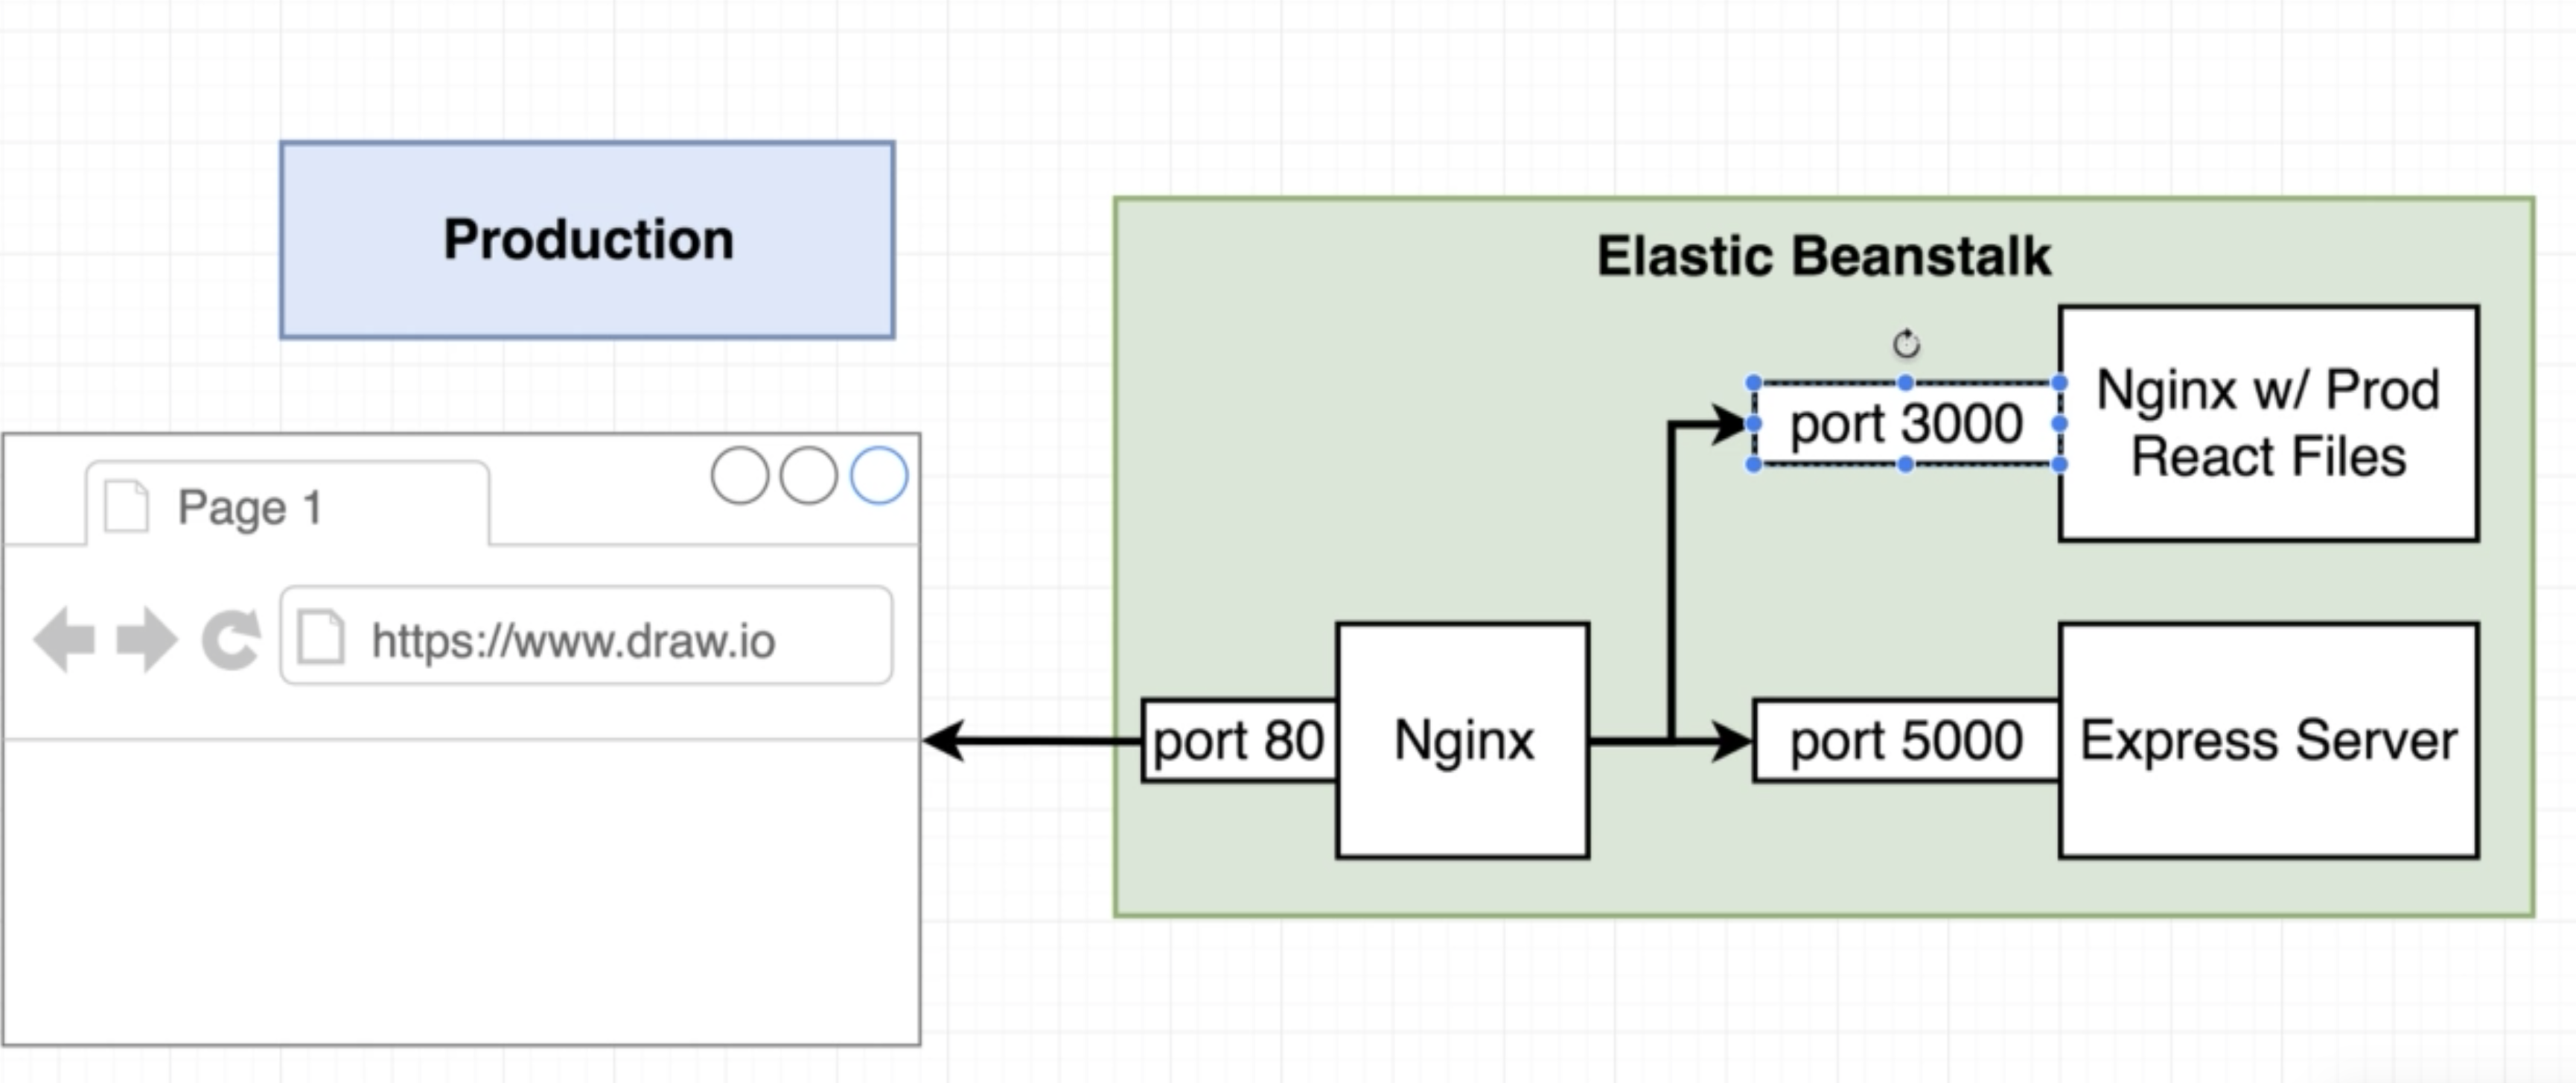 Production
Elastic Beanstalk
port 3000
Nginx w/ Prod
React Files
Page 1
https://www.draw.io
port 80
Nginx
port 5000
Express Server